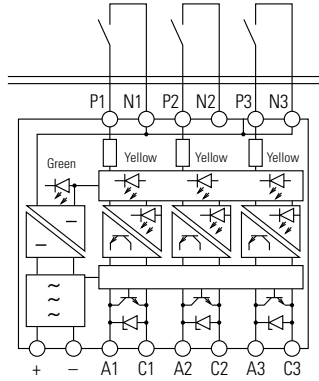 P1 N1 P2 N2 P3 N3
Green Yellow Yellow Yellow
+ − A1 C1 A2 C2 A3 C3